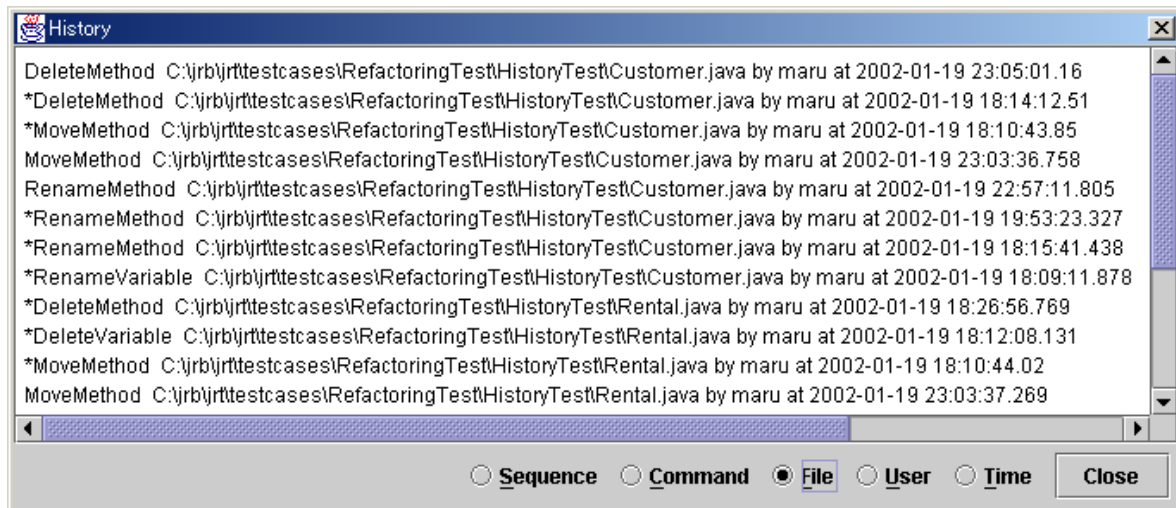 History
DeleteMethod  C:\jrb\jrt\testcases\RefactoringTest\HistoryTest\Customer.java by maru at 2002-01-19 23:05:01.16
*DeleteMethod  C:\jrb\jrt\testcases\RefactoringTest\HistoryTest\Customer.java by maru at 2002-01-19 18:14:12.51
*MoveMethod  C:\jrb\jrt\testcases\RefactoringTest\HistoryTest\Customer.java by maru at 2002-01-19 18:10:43.85
MoveMethod  C:\jrb\jrt\testcases\RefactoringTest\HistoryTest\Customer.java by maru at 2002-01-19 23:03:36.758
RenameMethod  C:\jrb\jrt\testcases\RefactoringTest\HistoryTest\Customer.java by maru at 2002-01-19 22:57:11.805
*RenameMethod  C:\jrb\jrt\testcases\RefactoringTest\HistoryTest\Customer.java by maru at 2002-01-19 19:53:23.327
*RenameMethod  C:\jrb\jrt\testcases\RefactoringTest\HistoryTest\Customer.java by maru at 2002-01-19 18:15:41.438
*RenameVariable  C:\jrb\jrt\testcases\RefactoringTest\HistoryTest\Customer.java by maru at 2002-01-19 18:09:11.878
*DeleteMethod  C:\jrb\jrt\testcases\RefactoringTest\HistoryTest\Rental.java by maru at 2002-01-19 18:26:56.769
*DeleteVariable  C:\jrb\jrt\testcases\RefactoringTest\HistoryTest\Rental.java by maru at 2002-01-19 18:12:08.131
*MoveMethod  C:\jrb\jrt\testcases\RefactoringTest\HistoryTest\Rental.java by maru at 2002-01-19 18:10:44.02
MoveMethod  C:\jrb\jrt\testcases\RefactoringTest\HistoryTest\Rental.java by maru at 2002-01-19 23:03:37.269
Sequence Command File User Time Close